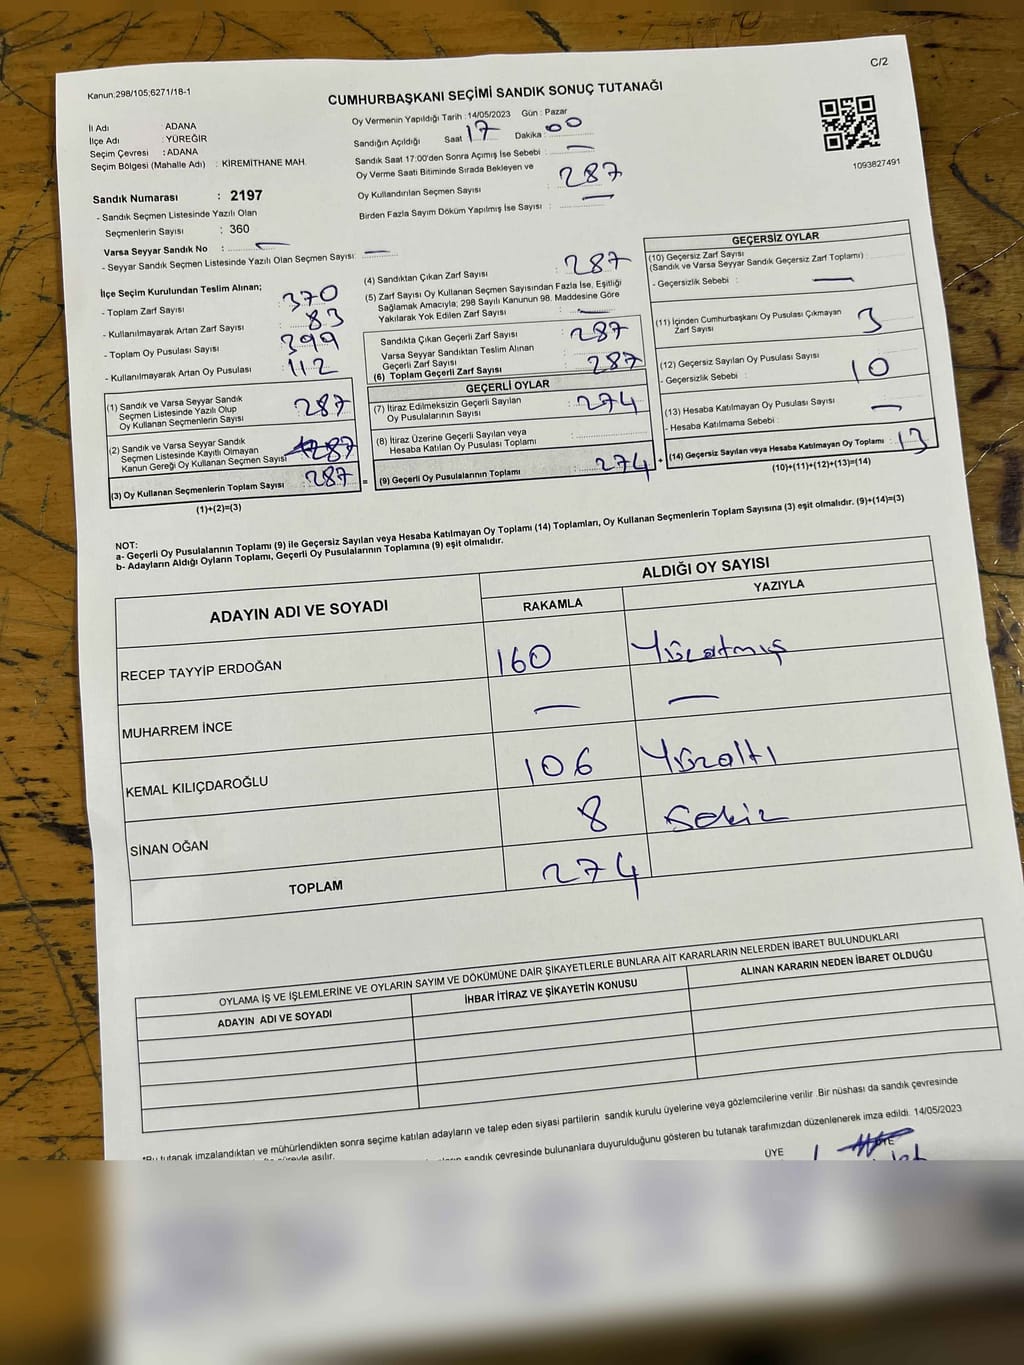 C/2
Kanun,298/105;6271/18-1
CUMHURBAŞKANI SEÇİMİ SANDIK SONUÇ TUTANAĞI
İl Adı ADANA
İlçe Adı : YÜREĞİR
Seçim Çevresi : ADANA
Seçim Bölgesi (Mahalle Adı) : KİREMİTHANE MAH.
Sandık Numarası : 2197
- Sandık Seçmen Listesinde Yazılı Olan
Seçmenlerin Sayısı : 360
Varsa Seyyar Sandık No : —
- Seyyar Sandık Seçmen Listesinde Yazılı Olan Seçmen Sayısı: —
Oy Vermenin Yapıldığı Tarih : 14/05/2023 Gün : Pazar
Sandığın Açıldığı Saat 17 Dakika : 00
Sandık Saat 17:00'den Sonra Açımış İse Sebebi : —
Oy Verme Saati Bitiminde Sırada Bekleyen ve
Oy Kullandırılan Seçmen Sayısı : 287
Birden Fazla Sayım Döküm Yapılmış İse Sayısı : —
1093827491
İlçe Seçim Kurulundan Teslim Alınan;
- Toplam Zarf Sayısı : 370
- Kullanılmayarak Artan Zarf Sayısı : 83
- Toplam Oy Pusulası Sayısı : 399
- Kullanılmayarak Artan Oy Pusulası : 112
(1) Sandık ve Varsa Seyyar Sandık
Seçmen Listesinde Yazılı Olup
Oy Kullanan Seçmenlerin Sayısı : 287
(2) Sandık ve Varsa Seyyar Sandık
Seçmen Listesinde Kayıtlı Olmayan
Kanun Gereği Oy Kullanan Seçmen Sayısı 287
(3) Oy Kullanan Seçmenlerin Toplam Sayısı : 287 =
(1)+(2)=(3)
(4) Sandıktan Çıkan Zarf Sayısı : 287
(5) Zarf Sayısı Oy Kullanan Seçmen Sayısından Fazla İse, Eşitliği
Sağlamak Amacıyla; 298 Sayılı Kanunun 98. Maddesine Göre
Yakılarak Yok Edilen Zarf Sayısı : —
Sandıkta Çıkan Geçerli Zarf Sayısı : 287
Varsa Seyyar Sandıktan Teslim Alınan
Geçerli Zarf Sayısı
(6) Toplam Geçerli Zarf Sayısı : 287
GEÇERLİ OYLAR
(7) İtiraz Edilmeksizin Geçerli Sayılan
Oy Pusulalarının Sayısı : 274
(8) İtiraz Üzerine Geçerli Sayılan veya
Hesaba Katılan Oy Pusulası Toplamı :
(9) Geçerli Oy Pusulalarının Toplamı : 274 +
GEÇERSİZ OYLAR
(10) Geçersiz Zarf Sayısı
(Sandık ve Varsa Seyyar Sandık Geçersiz Zarf Toplamı)
- Geçersizlik Sebebi : —
(11) İçinden Cumhurbaşkanı Oy Pusulası Çıkmayan
Zarf Sayısı : 3
(12) Geçersiz Sayılan Oy Pusulası Sayısı
- Geçersizlik Sebebi : 10
(13) Hesaba Katılmayan Oy Pusulası Sayısı : —
- Hesaba Katılmama Sebebi :
(14) Geçersiz Sayılan veya Hesaba Katılmayan Oy Toplamı : 13
(10)+(11)+(12)+(13)=(14)
NOT:
a- Geçerli Oy Pusulalarının Toplamı (9) ile Geçersiz Sayılan veya Hesaba Katılmayan Oy Toplamı (14) Toplamları, Oy Kullanan Seçmenlerin Toplam Sayısına (3) eşit olmalıdır. (9)+(14)=(3)
b- Adayların Aldığı Oyların Toplamı, Geçerli Oy Pusulalarının Toplamına (9) eşit olmalıdır.
ADAYIN ADI VE SOYADI ALDIĞI OY SAYISI
RAKAMLA YAZIYLA
RECEP TAYYİP ERDOĞAN 160 Yüzatmış
MUHARREM İNCE — —
KEMAL KILIÇDAROĞLU 106 Yüzaltı
SİNAN OĞAN 8 Sekiz
TOPLAM 274
OYLAMA İŞ VE İŞLEMLERİNE VE OYLARIN SAYIM VE DÖKÜMÜNE DAİR ŞİKAYETLERLE BUNLARA AİT KARARLARIN NELERDEN İBARET BULUNDUKLARI
ADAYIN ADI VE SOYADI İHBAR İTİRAZ VE ŞİKAYETİN KONUSU ALINAN KARARIN NEDEN İBARET OLDUĞU
*Bu tutanak imzalandıktan ve mühürlendikten sonra seçime katılan adayların ve talep eden siyasi partilerin sandık kurulu üyelerine veya gözlemcilerine verilir. Bir nüshası da sandık çevresinde
süreyle asılır.
sandık çevresinde bulunanlara duyurulduğunu gösteren bu tutanak tarafımızdan düzenlenerek imza edildi. 14/05/2023
ÜYE